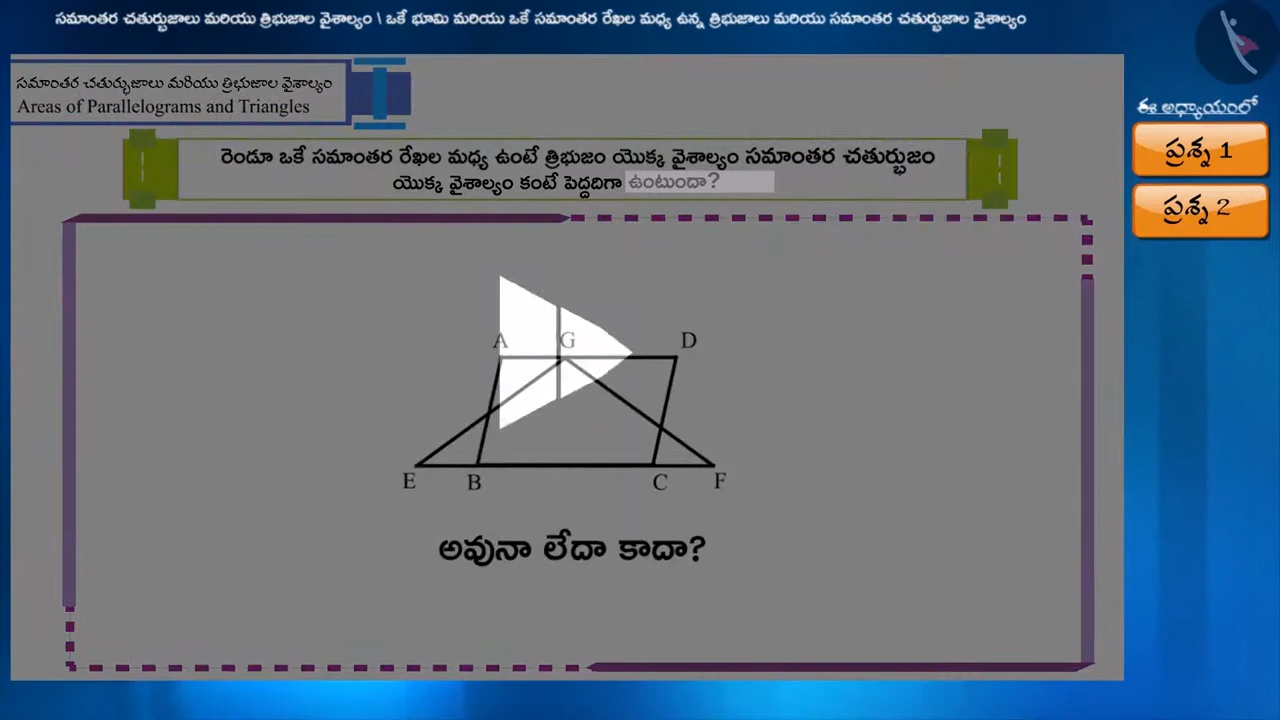 సమాంతర చతుర్భుజాలు మరియు త్రిభుజాల వైశాల్యం \ ఒకే భూమి మరియు ఒకే సమాంతర రేఖల మధ్య ఉన్న త్రిభుజాలు మరియు సమాంతర చతుర్భుజాల వైశాల్యం
సమాంతర చతుర్భుజాలు మరియు త్రిభుజాల వైశాల్యం
Areas of Parallelograms and Triangles
ఈ అధ్యాయంలో
ప్రశ్న 1
ప్రశ్న 2
రెండూ ఒకే సమాంతర రేఖల మధ్య ఉంటే త్రిభుజం యొక్క వైశాల్యం సమాంతర చతుర్భుజం
యొక్క వైశాల్యం కంటే పెద్దదిగా ఉంటుందా?
A G D
E B C F
అవునా లేదా కాదా?